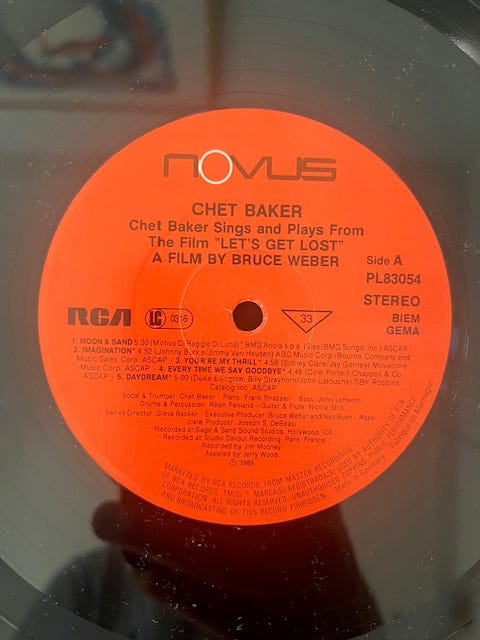 NOVUS
CHET BAKER
Chet Baker Sings and Plays From
The Film "LET'S GET LOST"
A FILM BY BRUCE WEBER
Side A
PL83054
STEREO
BIEM
GEMA
RCA
LC 0316
33
1. MOON & SAND 5:30 (Motivo Di Raggio Di Luna) * BMG Ariola s.p.a. (Siae/BMG Songs, Inc.) ASCAP -
2. IMAGINATION* 4:52 (Johnny Burke/Jimmy Van Heusen) ABC Music Corp. (Bourne Company and
Music Sales Corp. ASCAP - 3. YOU'RE MY THRILL* 4:59 (Sidney Clare/Jay Gorney) Movietone
Music Corp. ASCAP - 4. EVERY TIME WE SAY GOODBYE* 4:48 (Cole Porter) Chappell & Co.
ASCAP - 5. DAYDREAM* 5:00 (Duke Ellington, Billy Strayhorn/John Latouche) SBK Robbins
Catalog Inc. ASCAP
Vocal & Trumpet: Chet Baker - Piano: Frank Strazzeri - Bass: John Leftwich
Drums & Percussion: Ralph Penland - Guitar & Flute: Nicola Stilo
Series Director: Steve Backer - Executive Producer: Bruce Weber and Nan Bush - Asso-
ciate Producer: Joseph S. DeBeasi
* Recorded at Sage & Sand Sound Studios, Hollywood, CA
* Recorded at Studio Davout Recording, Paris, France
Recorded by Jim Mooney
Assisted by Jerry Wood
℗ 1989
MARKETED BY RCA RECORDS. FROM MASTER RECORDINGS
OF RCA RECORDS. TM(S) ® MARCA(S) REGISTRADA(S) USED BY AUTHORITY OF RCA
CORPORATION. ALL RIGHTS RESERVED. UNAUTHORISED COPYING, PUBLIC PERFORMANCE
AND BROADCASTING OF THIS RECORD FORBIDDEN.
Made in Germany